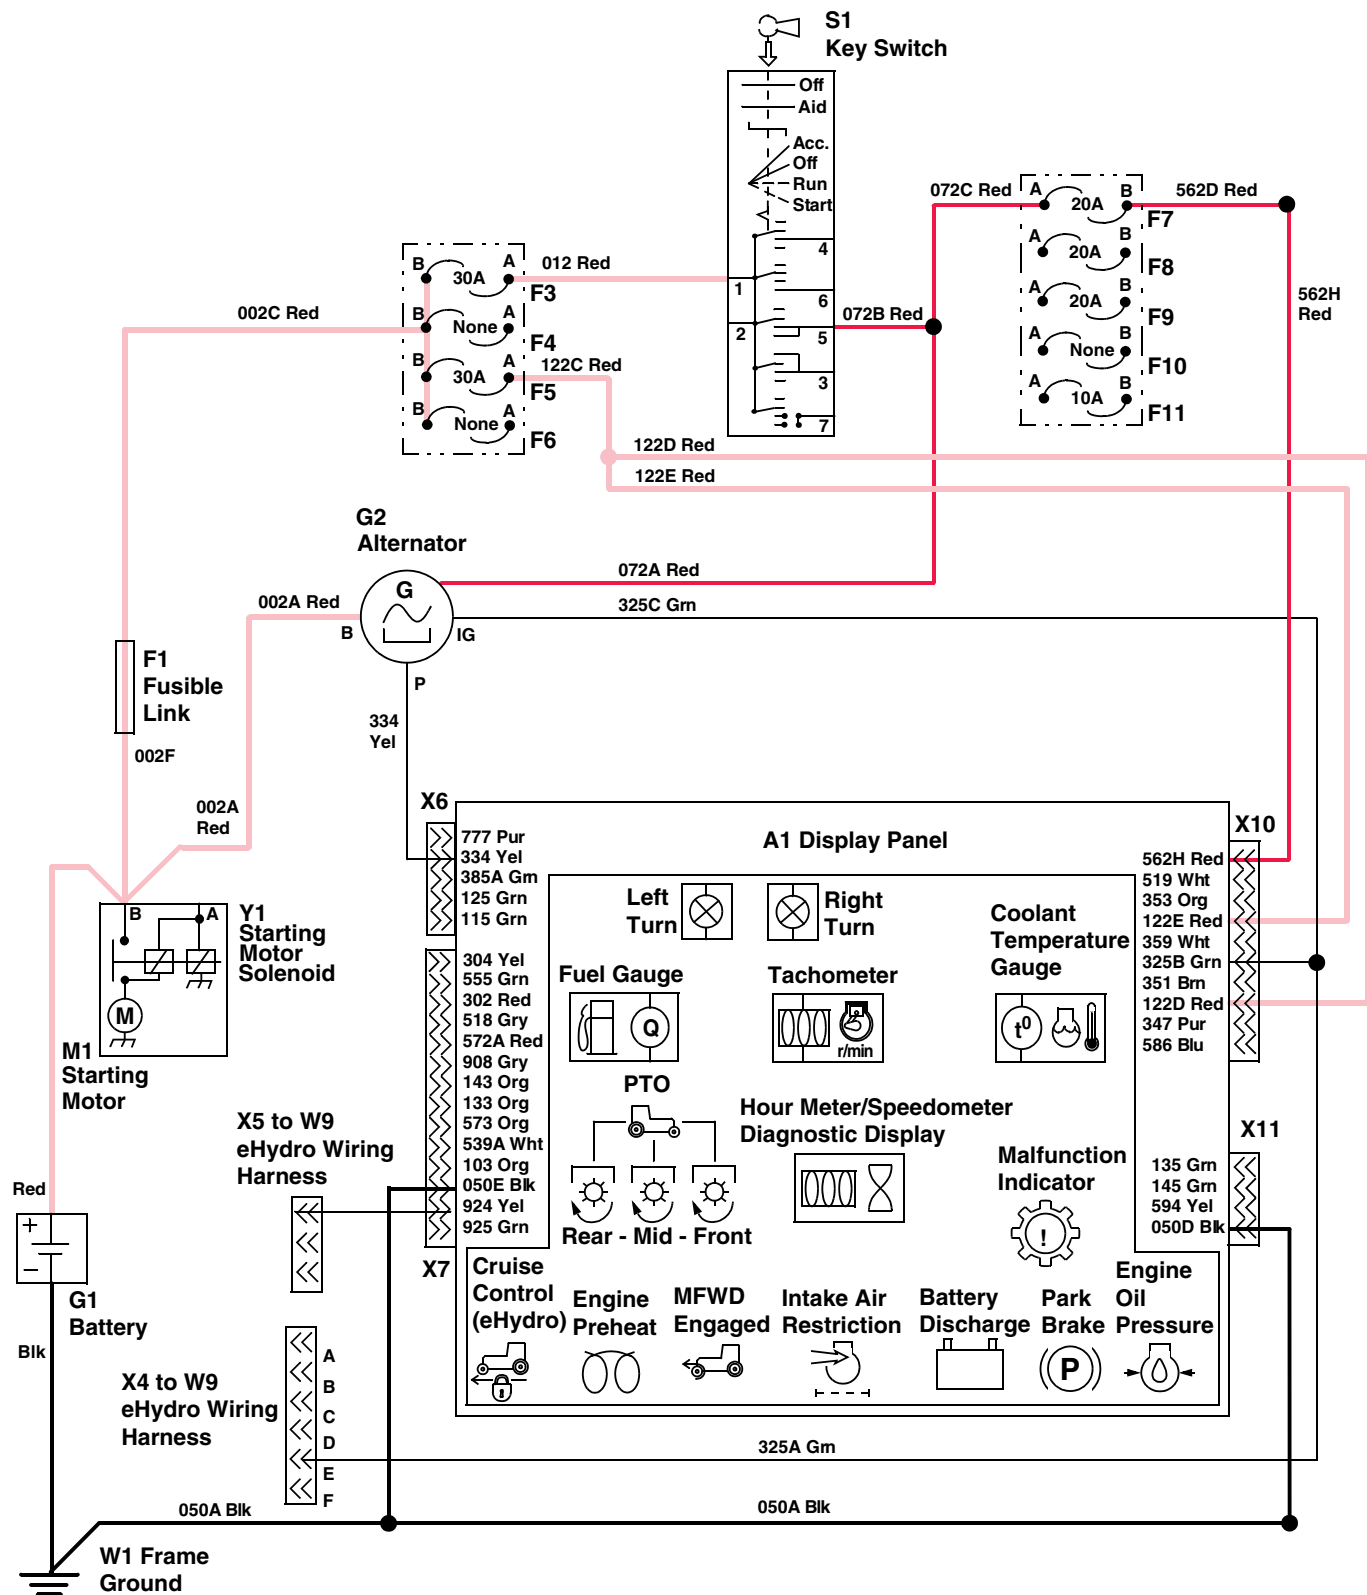 S1
Key Switch
Off
Aid
Acc.
Off
Run
Start
4
1
6
2
5
3
7
072B Red
072C Red
A
20A
B
F7
562D Red
A
20A
B
F8
A
20A
B
F9
A
None
B
F10
A
10A
B
F11
562H
Red
B
30A
A
F3
012 Red
002C Red
B
None
A
F4
B
30A
A
F5
122C Red
B
None
A
F6
122D Red
122E Red
G2
Alternator
G
072A Red
325C Grn
002A Red
B
IG
P
F1
Fusible
Link
334
Yel
002F
002A
Red
B
A
Y1
Starting
Motor
Solenoid
M
M1
Starting
Motor
Red
+
−
G1
Battery
Blk
X6
777 Pur
334 Yel
385A Grn
125 Grn
115 Grn
304 Yel
555 Grn
302 Red
518 Gry
572A Red
908 Gry
143 Org
133 Org
573 Org
539A Wht
103 Org
050E Blk
924 Yel
925 Grn
X7
X5 to W9
eHydro Wiring
Harness
X4 to W9
eHydro Wiring
Harness
A
B
C
D
E
F
A1 Display Panel
Left
Turn
Right
Turn
Coolant
Temperature
Gauge
t0
Fuel Gauge
Q
Tachometer
r/min
PTO
Rear - Mid - Front
Hour Meter/Speedometer
Diagnostic Display
Malfunction
Indicator
!
X10
562H Red
519 Wht
353 Org
122E Red
359 Wht
325B Grn
351 Brn
122D Red
347 Pur
586 Blu
X11
135 Grn
145 Grn
594 Yel
050D Blk
Cruise
Control
(eHydro)
Engine
Preheat
MFWD
Engaged
Intake Air
Restriction
Battery
Discharge
Park
Brake
P
Engine
Oil
Pressure
325A Grn
050A Blk
050A Blk
W1 Frame
Ground